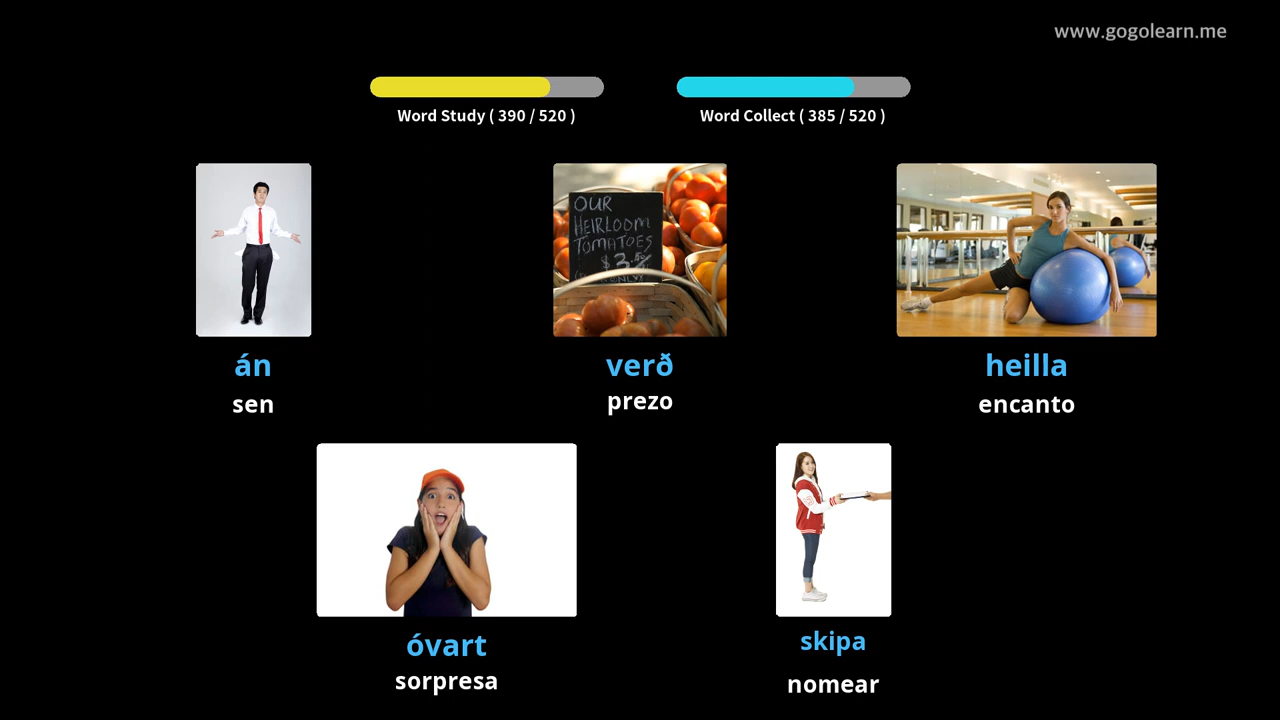 www.gogolearn.me
Word Study ( 390 / 520 )
Word Collect ( 385 / 520 )
OUR
HEIRLOOM
TOMATOES
án
sen
verð
prezo
heilla
encanto
óvart
sorpresa
skipa
nomear